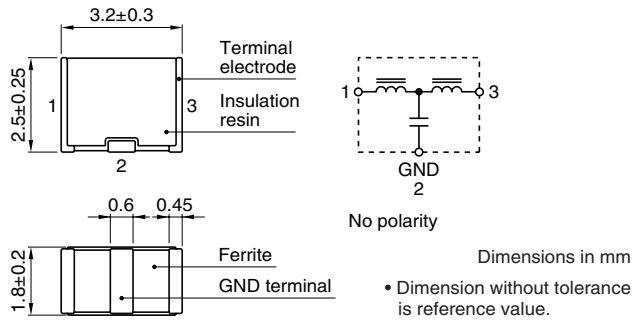 3.2±0.3
2.5±0.25
1
3
2
Terminal
electrode
Insulation
resin
1
3
GND
2
No polarity
0.6
0.45
1.8±0.2
Ferrite
GND terminal
Dimensions in mm
• Dimension without tolerance
is reference value.